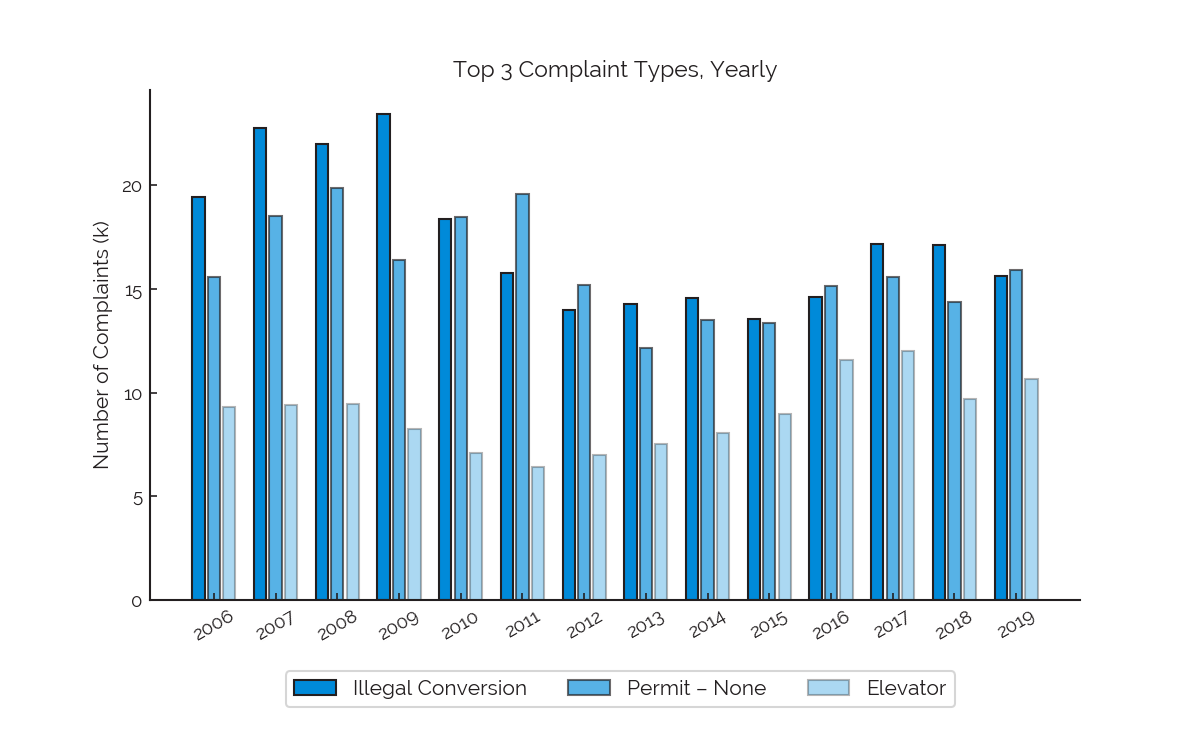 Top 3 Complaint Types, Yearly
Number of Complaints (k)
20
15
10
5
0
2006 2007 2008 2009 2010 2011 2012 2013 2014 2015 2016 2017 2018 2019
Illegal Conversion Permit – None Elevator